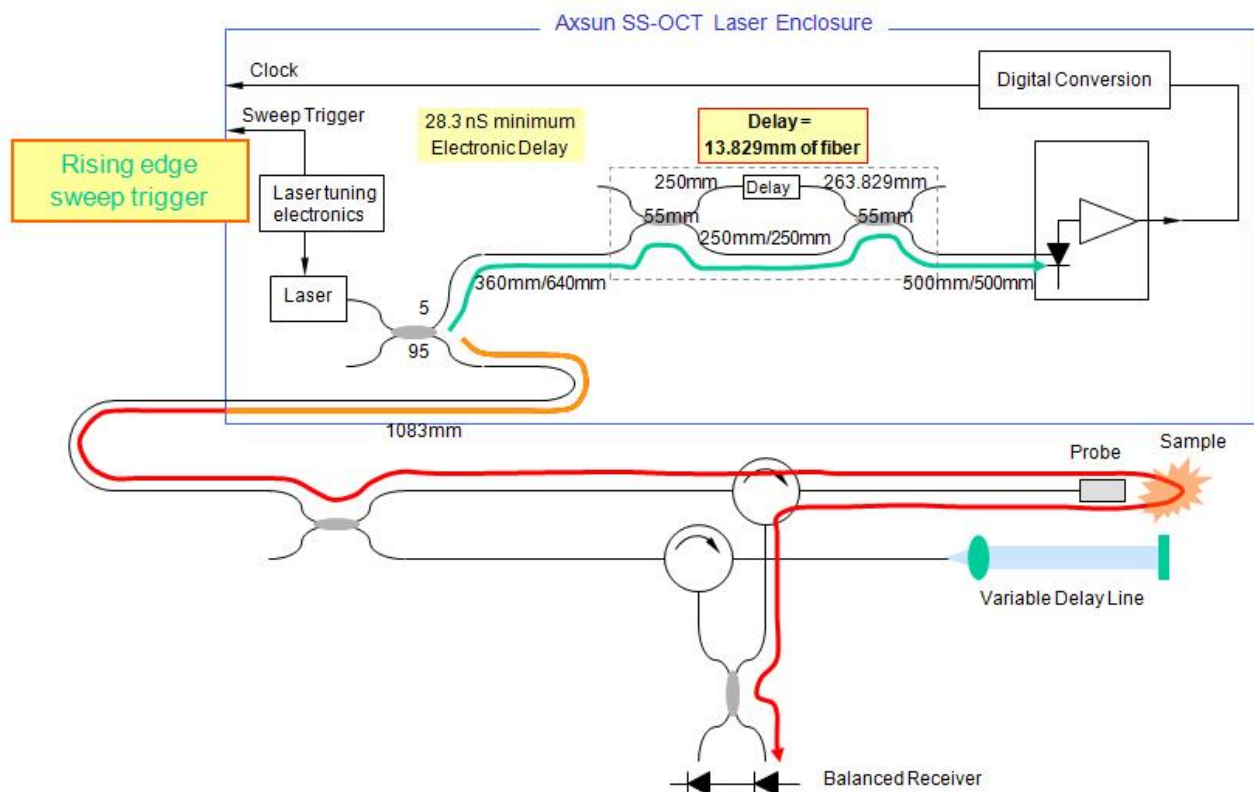 Axsun SS-OCT Laser Enclosure
Clock
Digital Conversion
Sweep Trigger
28.3 nS minimum
Electronic Delay
Delay =
13.829mm of fiber
Rising edge
sweep trigger
Laser tuning
electronics
250mm
Delay
263.829mm
55mm
55mm
250mm/250mm
360mm/640mm
500mm/500mm
Laser
5
95
1083mm
Probe
Sample
Variable Delay Line
Balanced Receiver